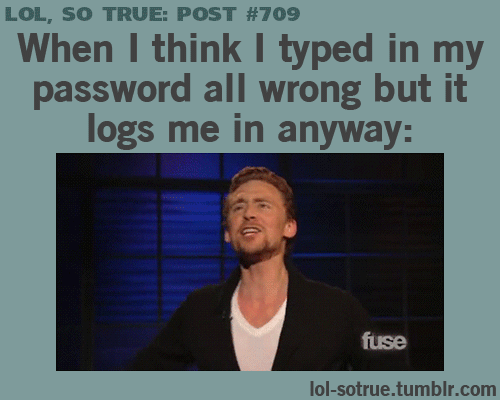 LOL, SO TRUE: POST #709
When I think I typed in my
password all wrong but it
logs me in anyway:
fuse
lol-sotrue.tumblr.com